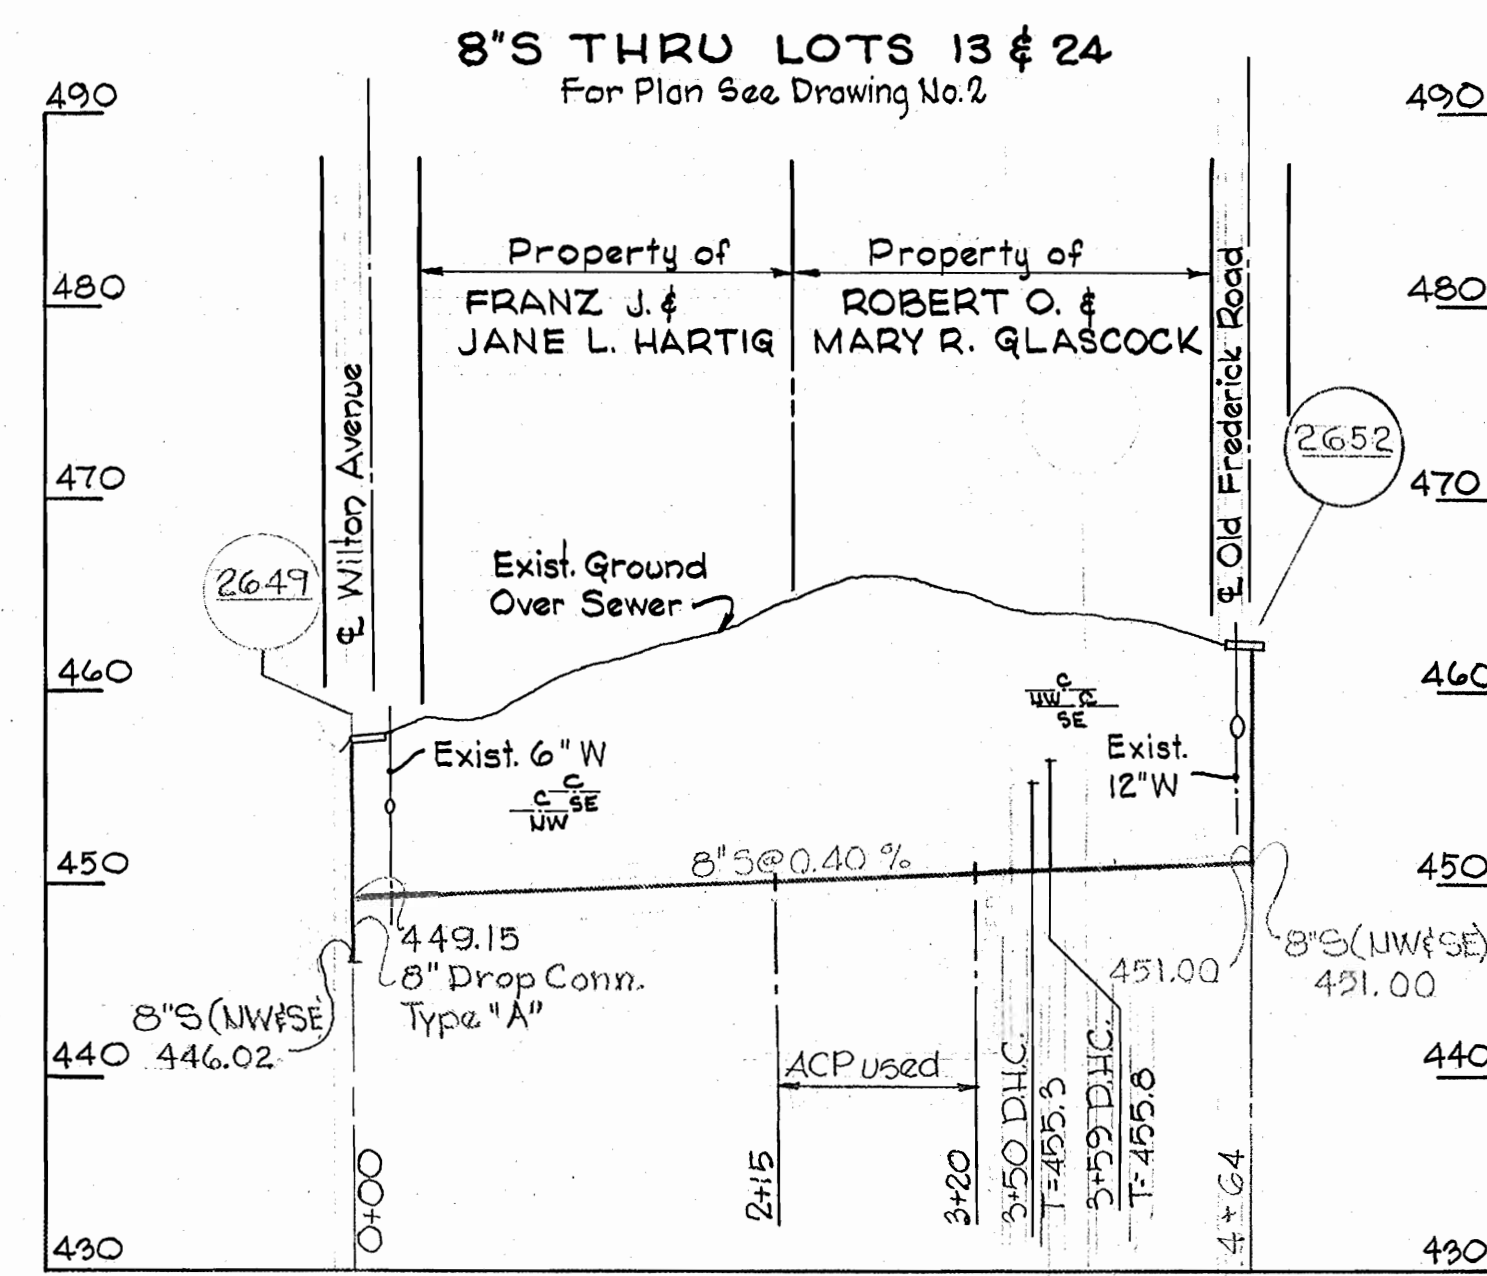 8"S THRU LOTS 13 & 24
For Plan See Drawing No. 2
490
490
Property of
FRANZ J. &
JANE L. HARTIG
Property of
ROBERT O. &
MARY R. GLASCOCK
480
480
℄ Wilton Avenue
℄ Old Frederick Road
2652
470
470
2649
Exist. Ground
Over Sewer
460
460
C
NW C
SE
Exist. 6" W
C
C SE
NW
Exist.
12"W
450
450
8"S@0.40%
449.15
8" Drop Conn.
Type "A"
8"S(NW&SE)
446.02
451.00
8"S(NW&SE)
451.00
440
440
ACP used
0+00
2+15
3+20
3+50 D.H.C.
T=455.3
3+59 D.H.C.
T=455.8
4+64
430
430